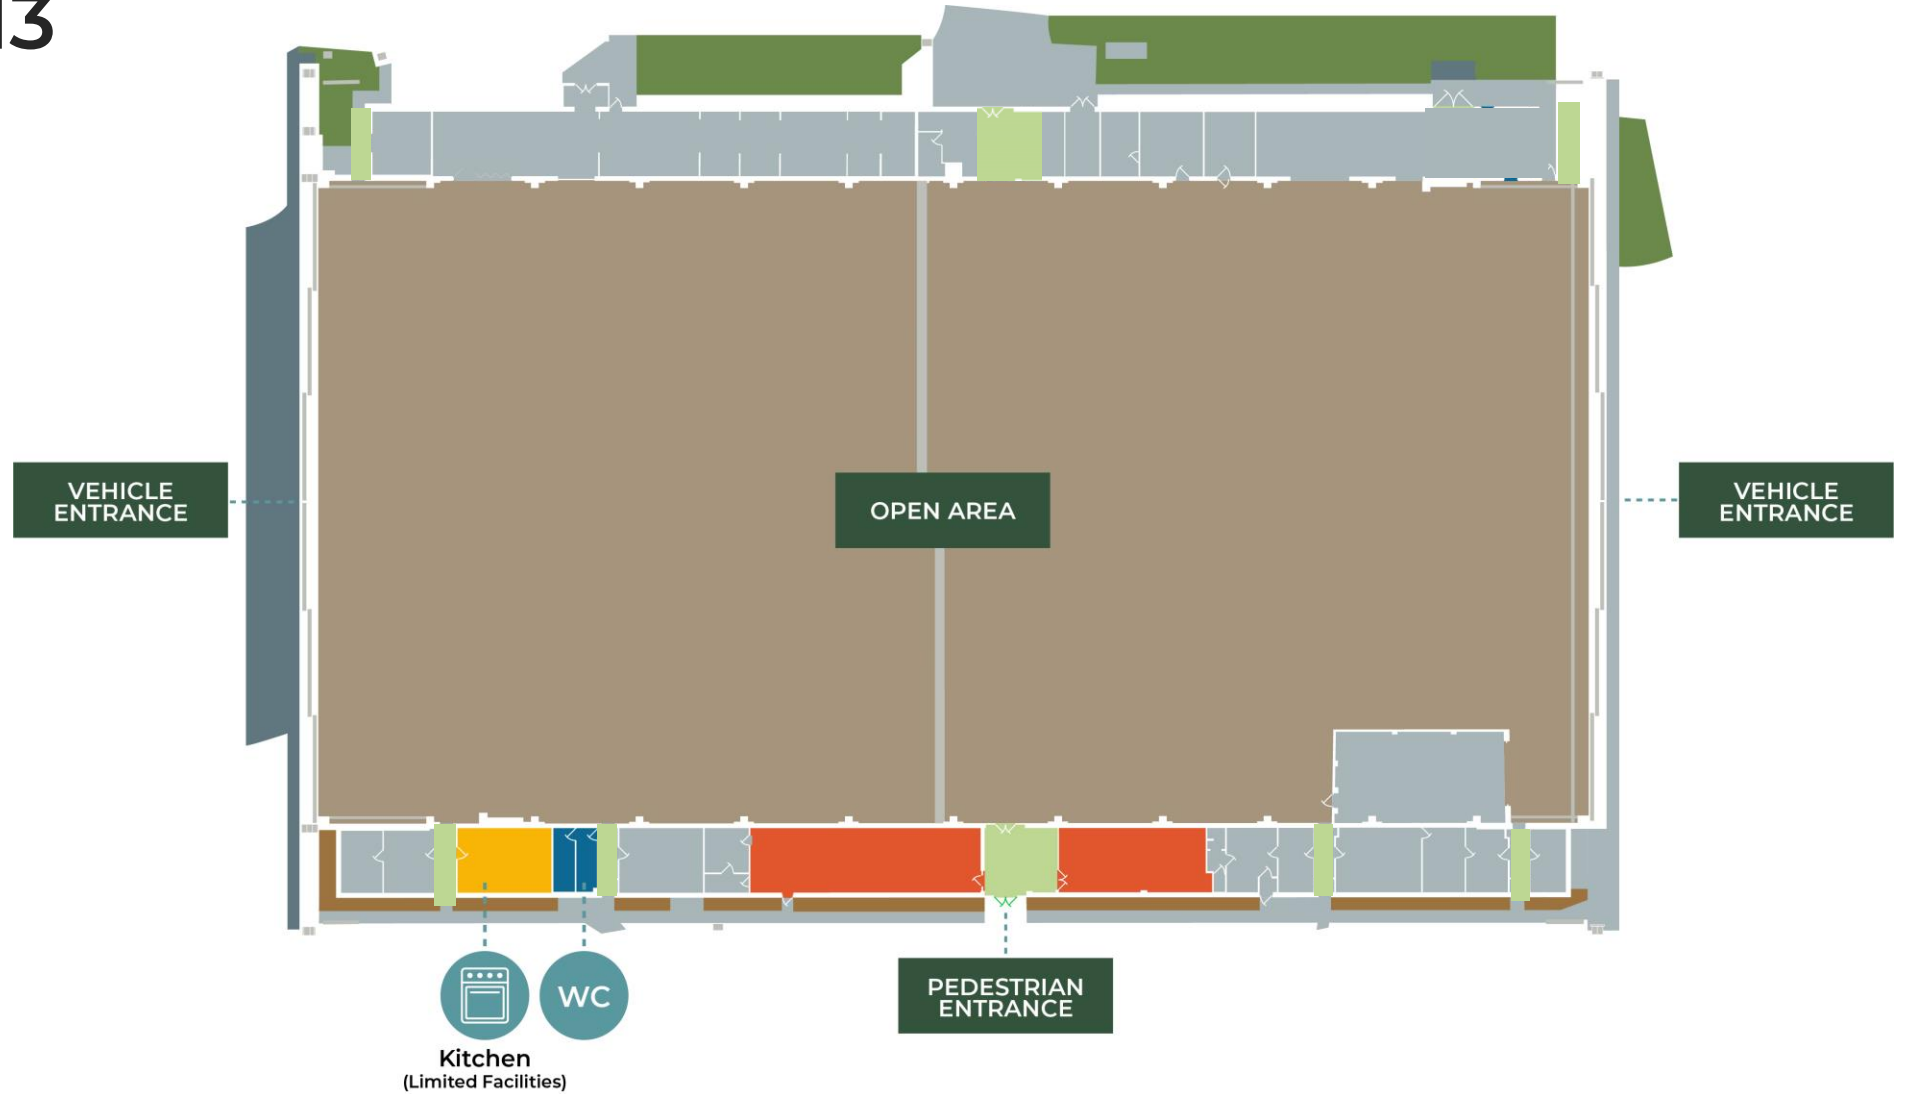 13
VEHICLE
ENTRANCE
OPEN AREA
VEHICLE
ENTRANCE
WC
PEDESTRIAN
ENTRANCE
Kitchen
(Limited Facilities)